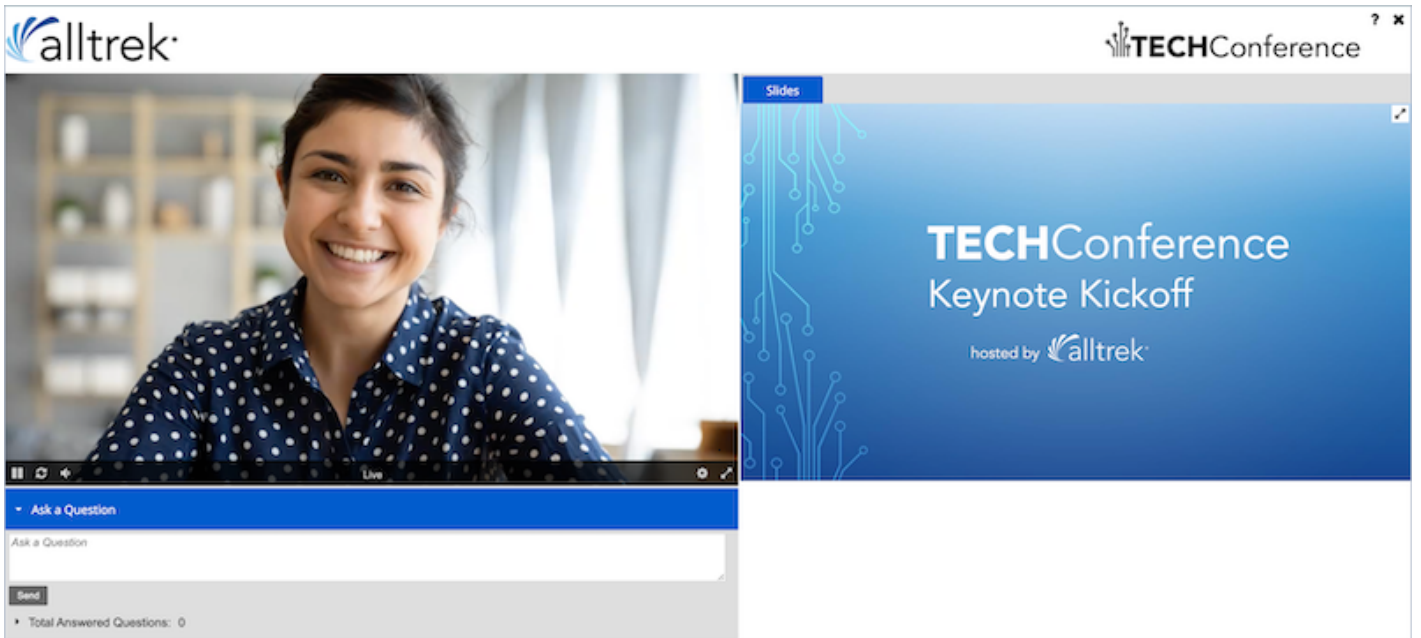 alltrek
TECHConference
? ✖
Slides
TECHConference
Keynote Kickoff
hosted by alltrek
Live
Ask a Question
Ask a Question
Send
Total Answered Questions: 0